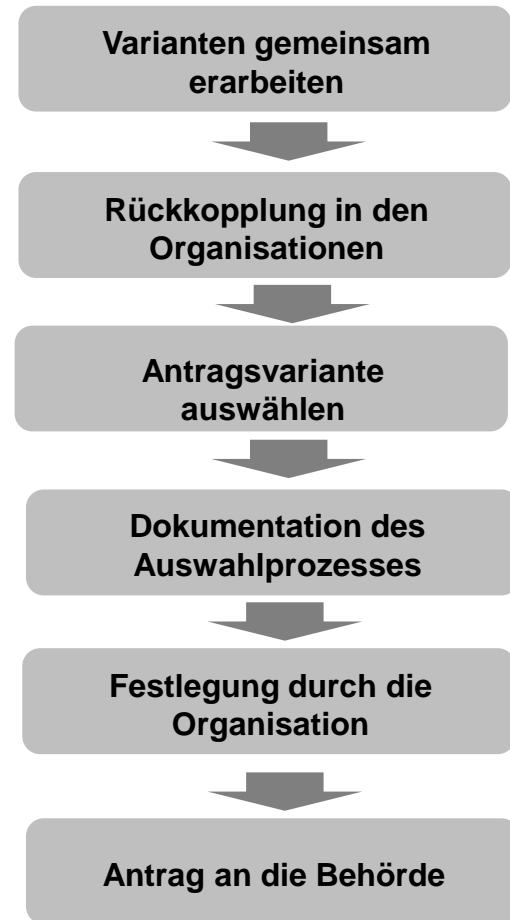 Varianten gemeinsam
erarbeiten
Rückkopplung in den
Organisationen
Antragsvariante
auswählen
Dokumentation des
Auswahlprozesses
Festlegung durch die
Organisation
Antrag an die Behörde